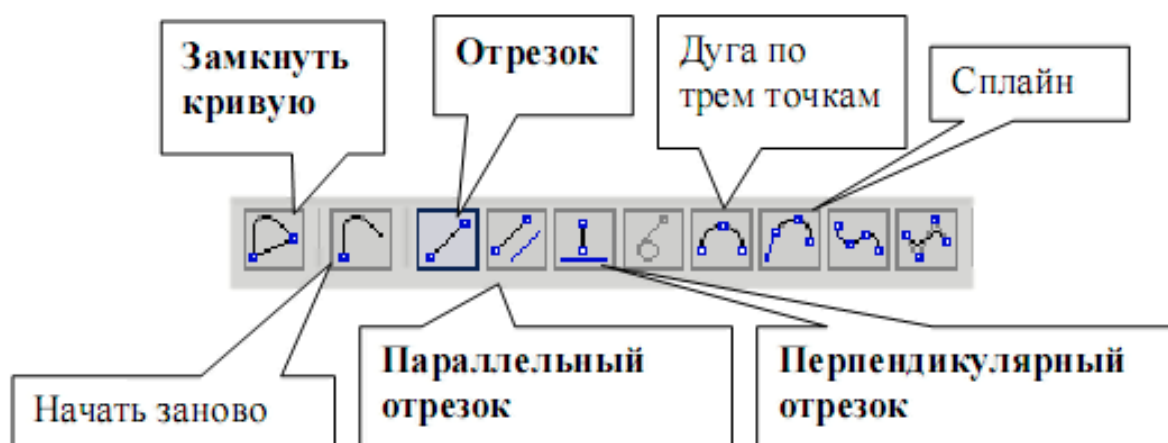 Замкнуть
кривую
Отрезок
Дуга по
трем точкам
Сплайн
Начать заново
Параллельный
отрезок
Перпендикулярный
отрезок